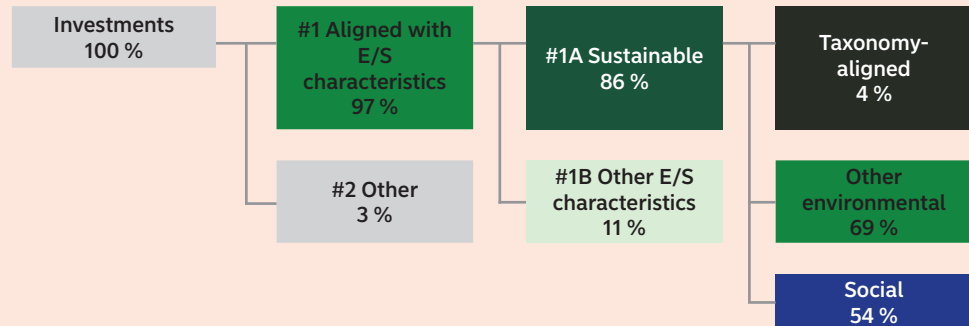 Investments
100 %
#1 Aligned with
E/S
characteristics
97 %
#2 Other
3 %
#1A Sustainable
86 %
#1B Other E/S
characteristics
11 %
Taxonomy-
aligned
4 %
Other
environmental
69 %
Social
54 %